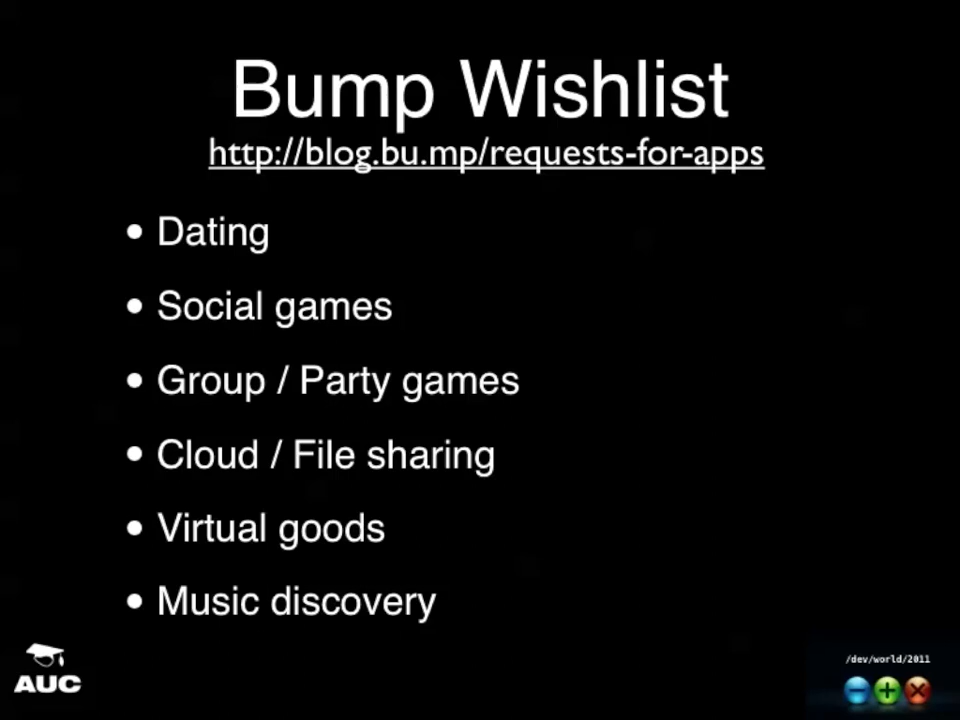 Bump Wishlist
http://blog.bu.mp/requests-for-apps
• Dating
• Social games
• Group / Party games
• Cloud / File sharing
• Virtual goods
• Music discovery
AUC
/dev/world/2011